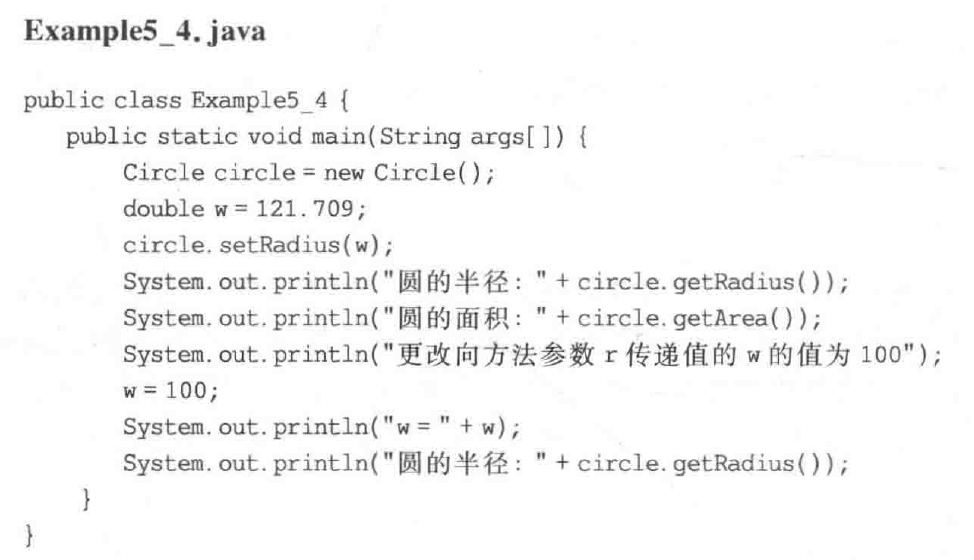 Example5_4.java
public class Example5_4 {
    public static void main(String args[]) {
        Circle circle = new Circle();
        double w = 121.709;
        circle.setRadius(w);
        System.out.println("圆的半径: " + circle.getRadius());
        System.out.println("圆的面积: " + circle.getArea());
        System.out.println("更改向方法参数 r 传递值的 w 的值为 100");
        w = 100;
        System.out.println("w = " + w);
        System.out.println("圆的半径: " + circle.getRadius());
    }
}